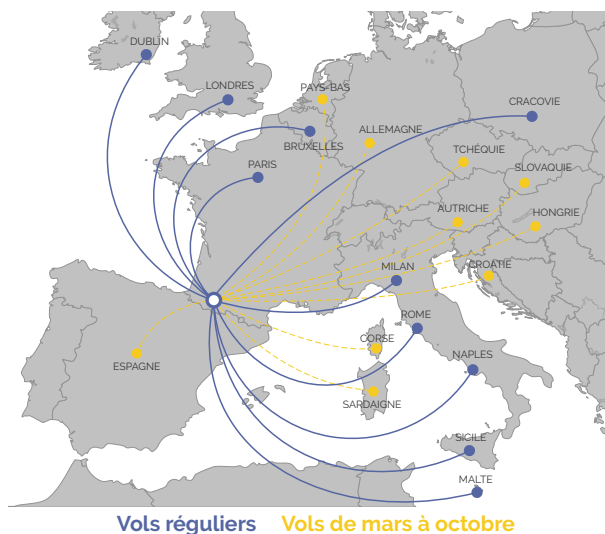 DUBLIN
LONDRES
PAYS-BAS
CRACOVIE
ALLEMAGNE
BRUXELLES
TCHÉQUIE
PARIS
SLOVAQUIE
AUTRICHE
HONGRIE
MILAN
CROATIE
ROME
CORSE
NAPLES
ESPAGNE
SARDAIGNE
SICILE
MALTE
Vols réguliers Vols de mars à octobre